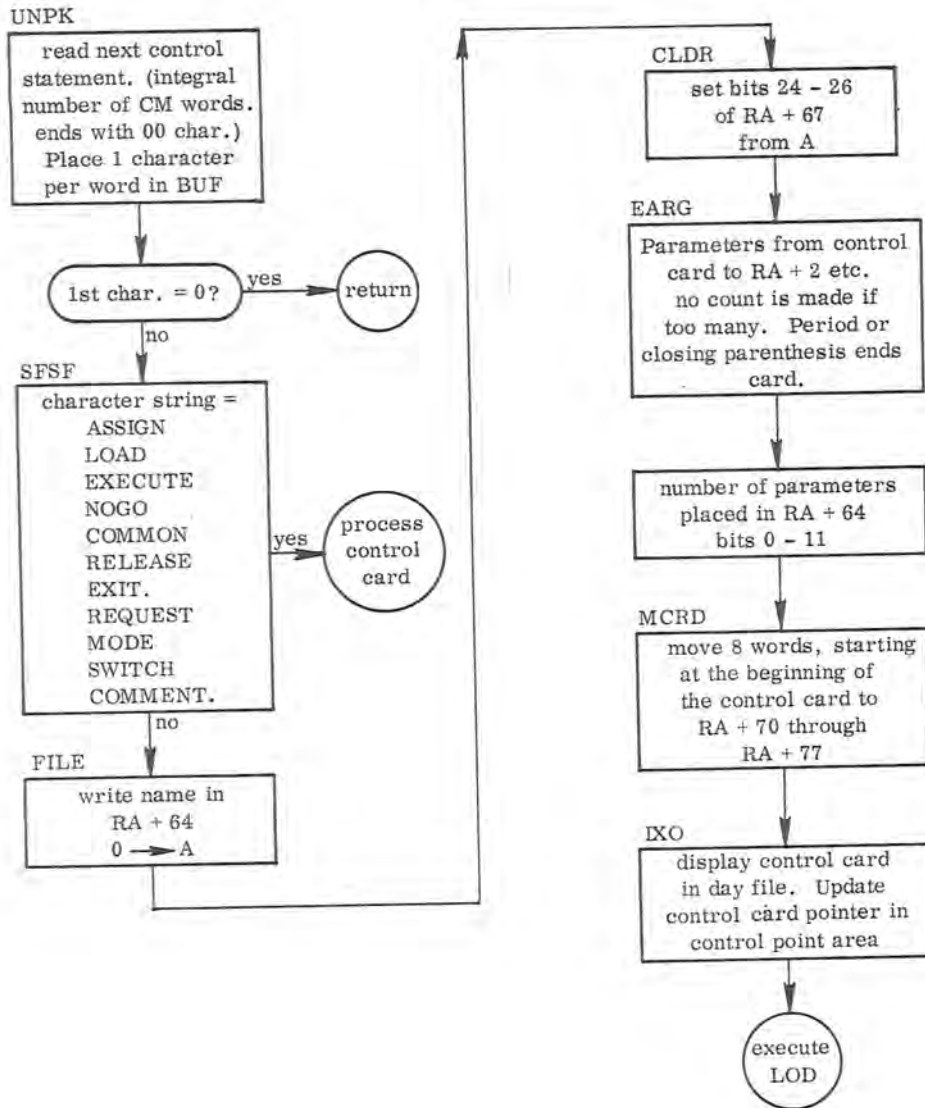 UNPK
read next control
statement. (integral
number of CM words.
ends with 00 char.)
Place 1 character
per word in BUF
1st char. = 0?
yes
return
no
SFSF
character string =
ASSIGN
LOAD
EXECUTE
NOGO
COMMON
RELEASE
EXIT.
REQUEST
MODE
SWITCH
COMMENT.
yes
process
control
card
no
FILE
write name in
RA + 64
0 → A
CLDR
set bits 24 - 26
of RA + 67
from A
EARG
Parameters from control
card to RA + 2 etc.
no count is made if
too many. Period or
closing parenthesis ends
card.
number of parameters
placed in RA + 64
bits 0 - 11
MCRD
move 8 words, starting
at the beginning of
the control card to
RA + 70 through
RA + 77
IXO
display control card
in day file. Update
control card pointer in
control point area
execute
LOD